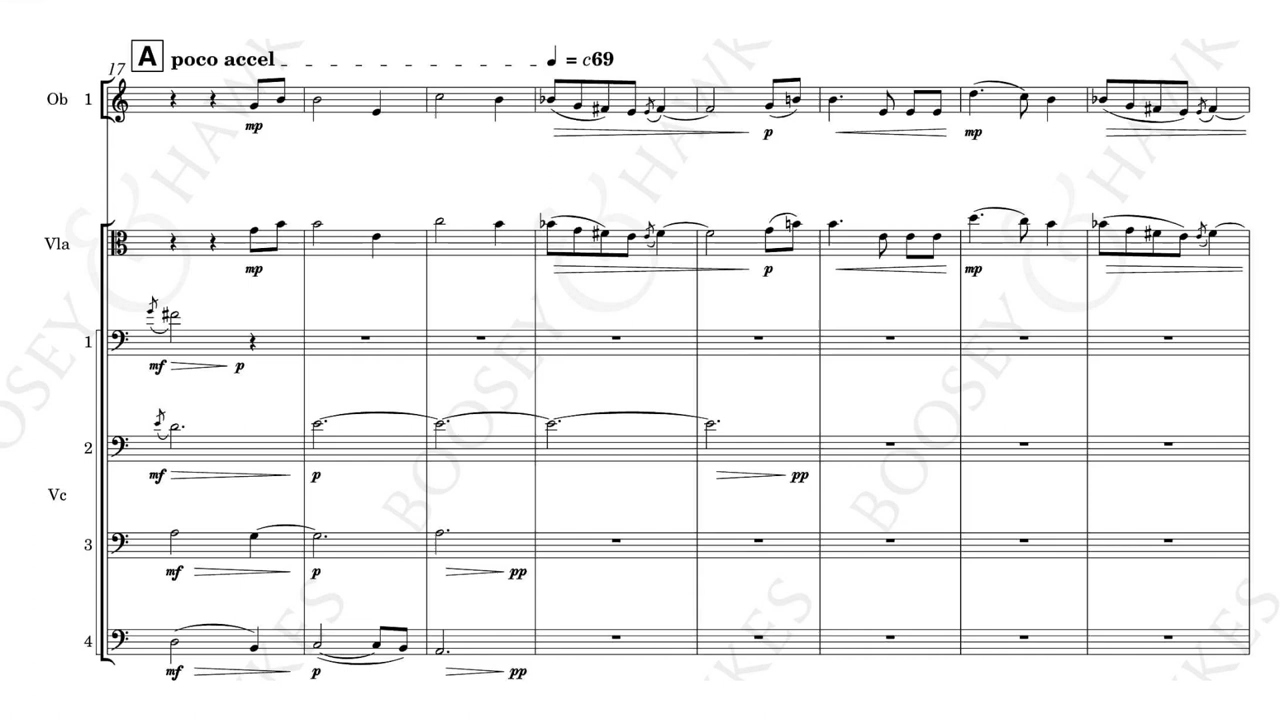 A poco accel ♩ = c69
17
Ob 1
mp p mp
Vla
mp p mp
1
mf p
2
mf p pp
Vc
3
mf p pp
4
mf p pp
BOOSEY & HAWKES